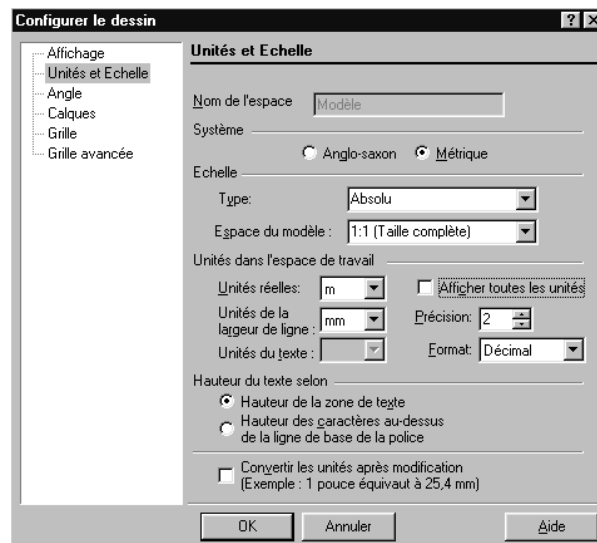 Configurer le dessin
Affichage
Unités et Echelle
Angle
Calques
Grille
Grille avancée
Unités et Echelle
Nom de l'espace Modèle
Système
Anglo-saxon Métrique
Echelle
Type: Absolu
Espace du modèle : 1:1 (Taille complète)
Unités dans l'espace de travail
Unités réelles: m Afficher toutes les unités
Unités de la
largeur de ligne : mm Précision: 2
Unités du texte : Format: Décimal
Hauteur du texte selon
Hauteur de la zone de texte
Hauteur des caractères au-dessus
de la ligne de base de la police
Convertir les unités après modification
(Exemple : 1 pouce équivaut à 25,4 mm)
OK Annuler Aide